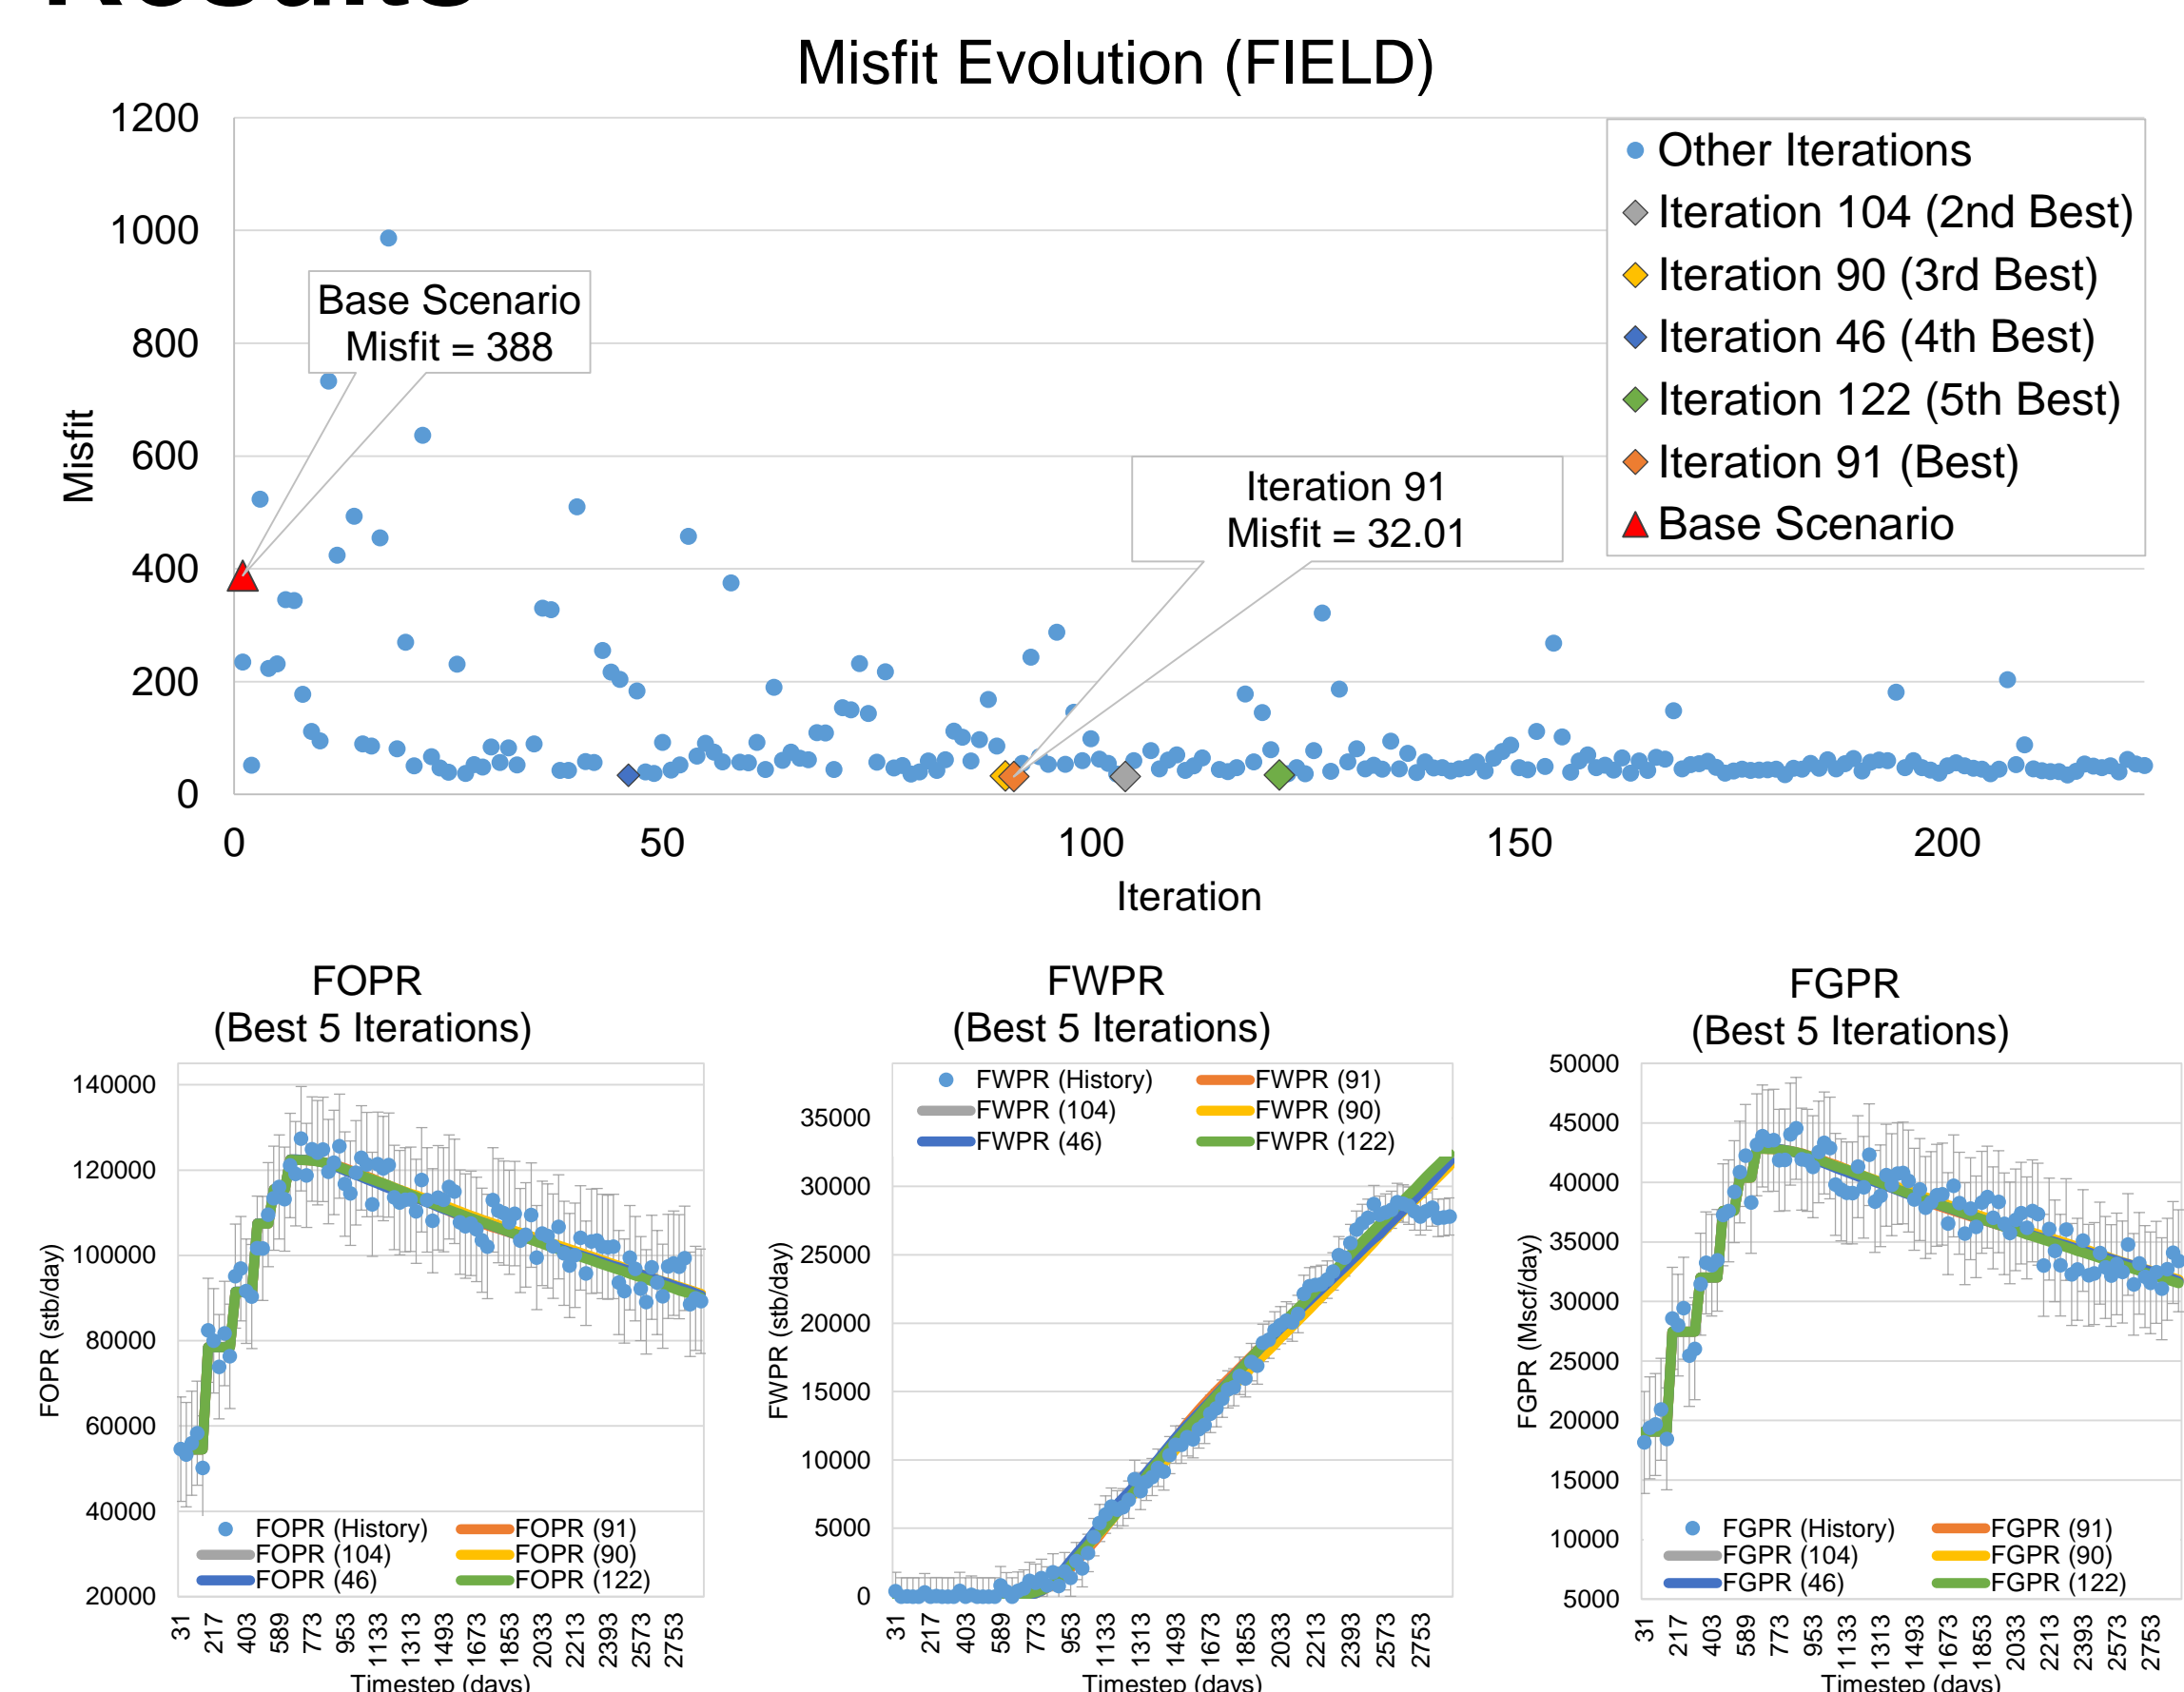 Results
Misfit Evolution (FIELD)
1200
1000
800
600
400
200
0
Misfit
Base Scenario
Misfit = 388
Iteration 91
Misfit = 32.01
Other Iterations
Iteration 104 (2nd Best)
Iteration 90 (3rd Best)
Iteration 46 (4th Best)
Iteration 122 (5th Best)
Iteration 91 (Best)
Base Scenario
0 50 100 150 200
Iteration
FOPR
(Best 5 Iterations)
140000
120000
100000
80000
60000
40000
20000
FOPR (stb/day)
FOPR (History) FOPR (91)
FOPR (104) FOPR (90)
FOPR (46) FOPR (122)
31 217 403 589 773 953 1133 1313 1493 1673 1853 2033 2213 2393 2573 2753
Timestep (days)
FWPR
(Best 5 Iterations)
FWPR (History) FWPR (91)
FWPR (104) FWPR (90)
FWPR (46) FWPR (122)
35000
30000
25000
20000
15000
10000
5000
0
FWPR (stb/day)
31 217 403 589 773 953 1133 1313 1493 1673 1853 2033 2213 2393 2573 2753
Timestep (days)
FGPR
(Best 5 Iterations)
50000
45000
40000
35000
30000
25000
20000
15000
10000
5000
FGPR (Mscf/day)
FGPR (History) FGPR (91)
FGPR (104) FGPR (90)
FGPR (46) FGPR (122)
31 217 403 589 773 953 1133 1313 1493 1673 1853 2033 2213 2393 2573 2753
Timestep (days)